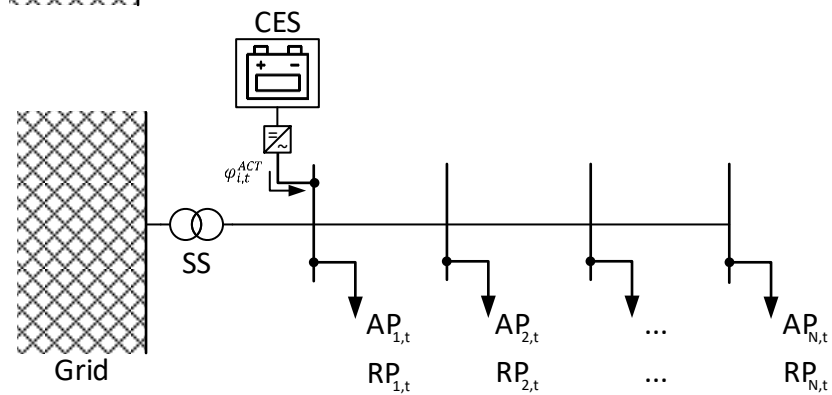 CES
+ -
=
~
φ_{i,t}^{ACT}
SS
AP_{1,t} AP_{2,t} ... AP_{N,t}
Grid RP_{1,t} RP_{2,t} ... RP_{N,t}